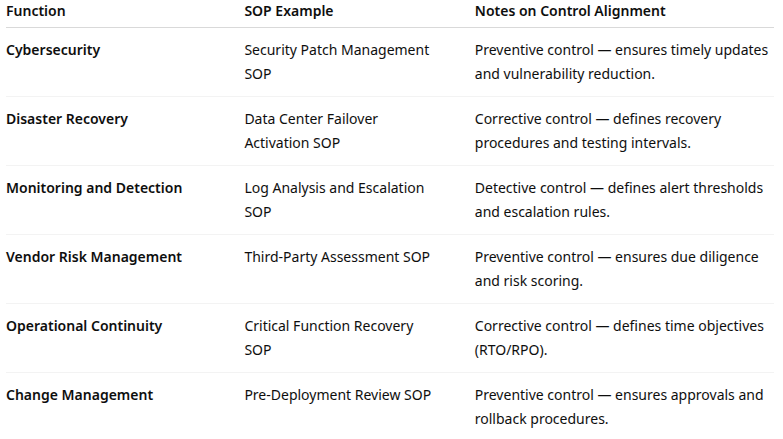 Function SOP Example Notes on Control Alignment
Cybersecurity Security Patch Management SOP Preventive control — ensures timely updates and vulnerability reduction.
Disaster Recovery Data Center Failover Activation SOP Corrective control — defines recovery procedures and testing intervals.
Monitoring and Detection Log Analysis and Escalation SOP Detective control — defines alert thresholds and escalation rules.
Vendor Risk Management Third-Party Assessment SOP Preventive control — ensures due diligence and risk scoring.
Operational Continuity Critical Function Recovery SOP Corrective control — defines time objectives (RTO/RPO).
Change Management Pre-Deployment Review SOP Preventive control — ensures approvals and rollback procedures.